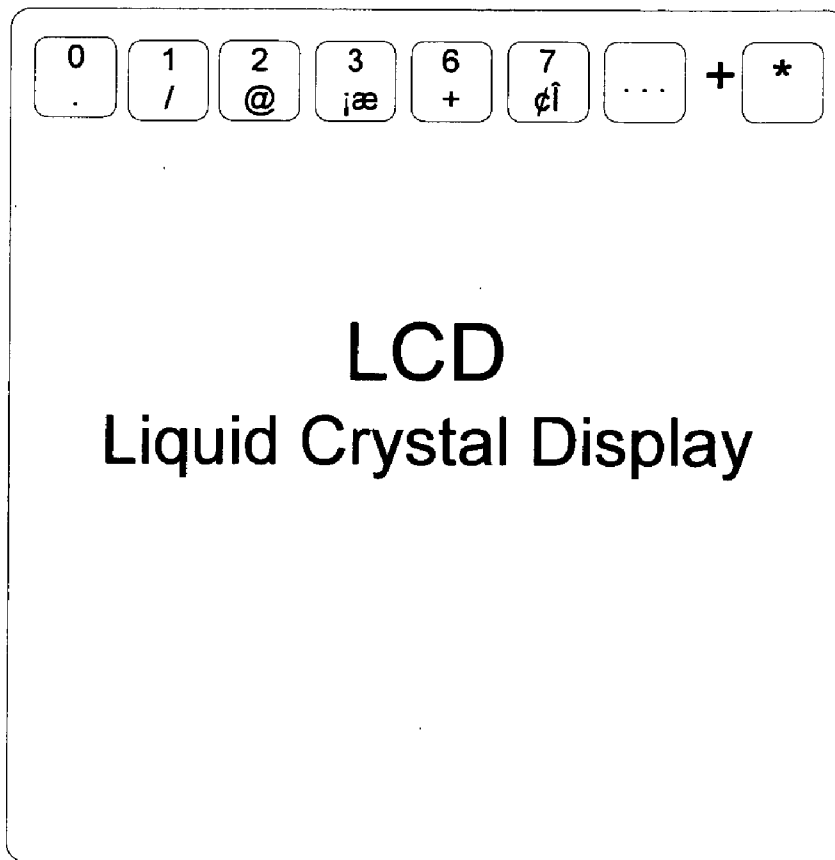 0 1 2 3 6 7 ... + *
. / @ ¡æ + ¢Î
LCD
Liquid Crystal Display